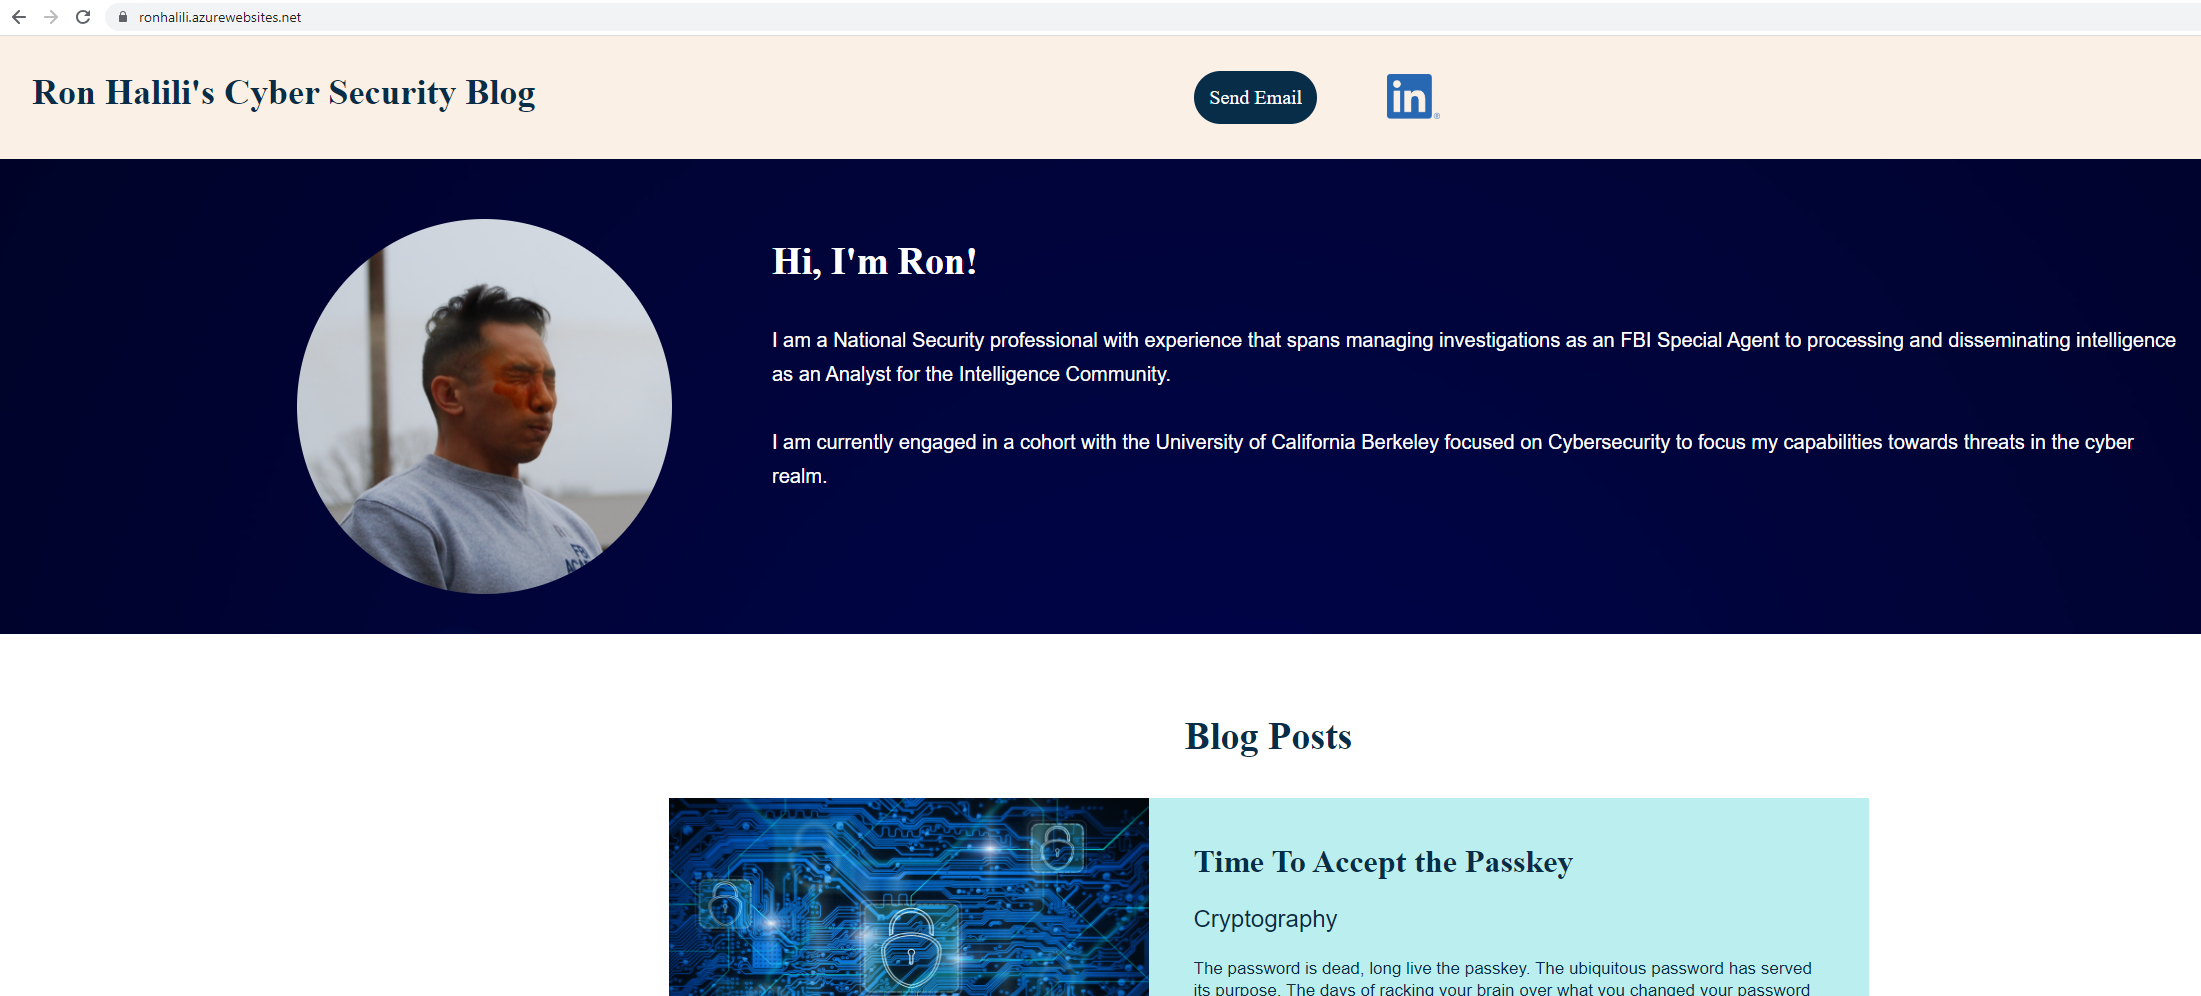 ronhalili.azurewebsites.net
Ron Halili's Cyber Security Blog
Send Email
in
®
Hi, I'm Ron!
I am a National Security professional with experience that spans managing investigations as an FBI Special Agent to processing and disseminating intelligence
as an Analyst for the Intelligence Community.
I am currently engaged in a cohort with the University of California Berkeley focused on Cybersecurity to focus my capabilities towards threats in the cyber
realm.
FBI
Blog Posts
Time To Accept the Passkey
Cryptography
The password is dead, long live the passkey. The ubiquitous password has served
its purpose. The days of racking your brain over what you changed your password